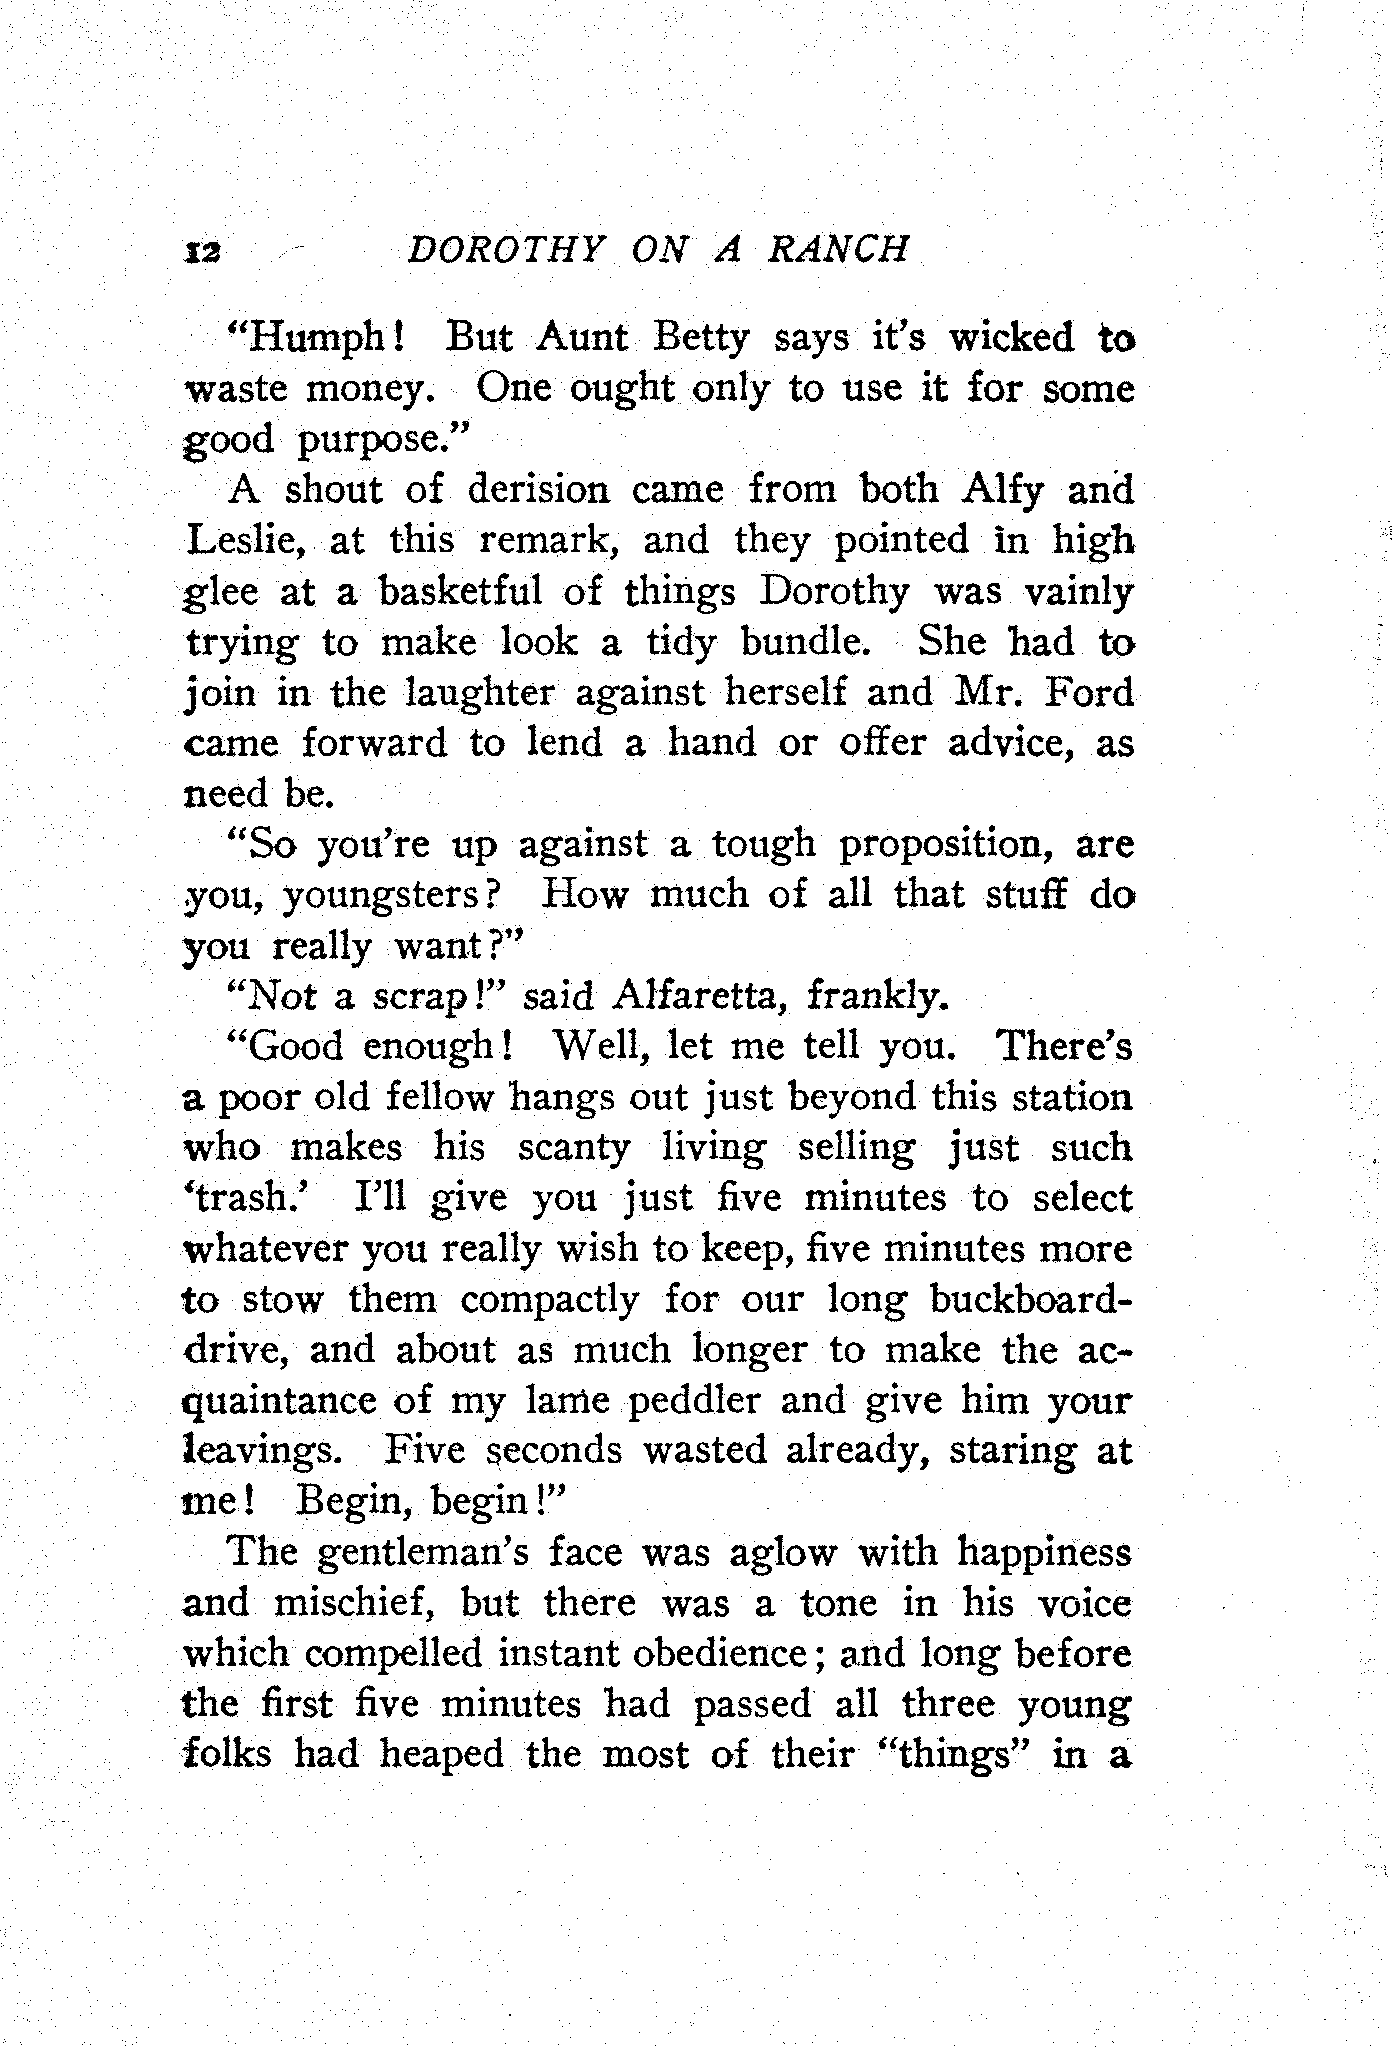 12 DOROTHY ON A RANCH
“Humph! But Aunt Betty says it’s wicked to
waste money. One ought only to use it for some
good purpose.”
A shout of derision came from both Alfy and
Leslie, at this remark, and they pointed in high
glee at a basketful of things Dorothy was vainly
trying to make look a tidy bundle. She had to
join in the laughter against herself and Mr. Ford
came forward to lend a hand or offer advice, as
need be.
“So you’re up against a tough proposition, are
you, youngsters? How much of all that stuff do
you really want?”
“Not a scrap!” said Alfaretta, frankly.
“Good enough! Well, let me tell you. There’s
a poor old fellow hangs out just beyond this station
who makes his scanty living selling just such
‘trash.’ I’ll give you just five minutes to select
whatever you really wish to keep, five minutes more
to stow them compactly for our long buckboard-
drive, and about as much longer to make the ac-
quaintance of my lame peddler and give him your
leavings. Five seconds wasted already, staring at
me! Begin, begin!”
The gentleman’s face was aglow with happiness
and mischief, but there was a tone in his voice
which compelled instant obedience; and long before
the first five minutes had passed all three young
folks had heaped the most of their “things” in a